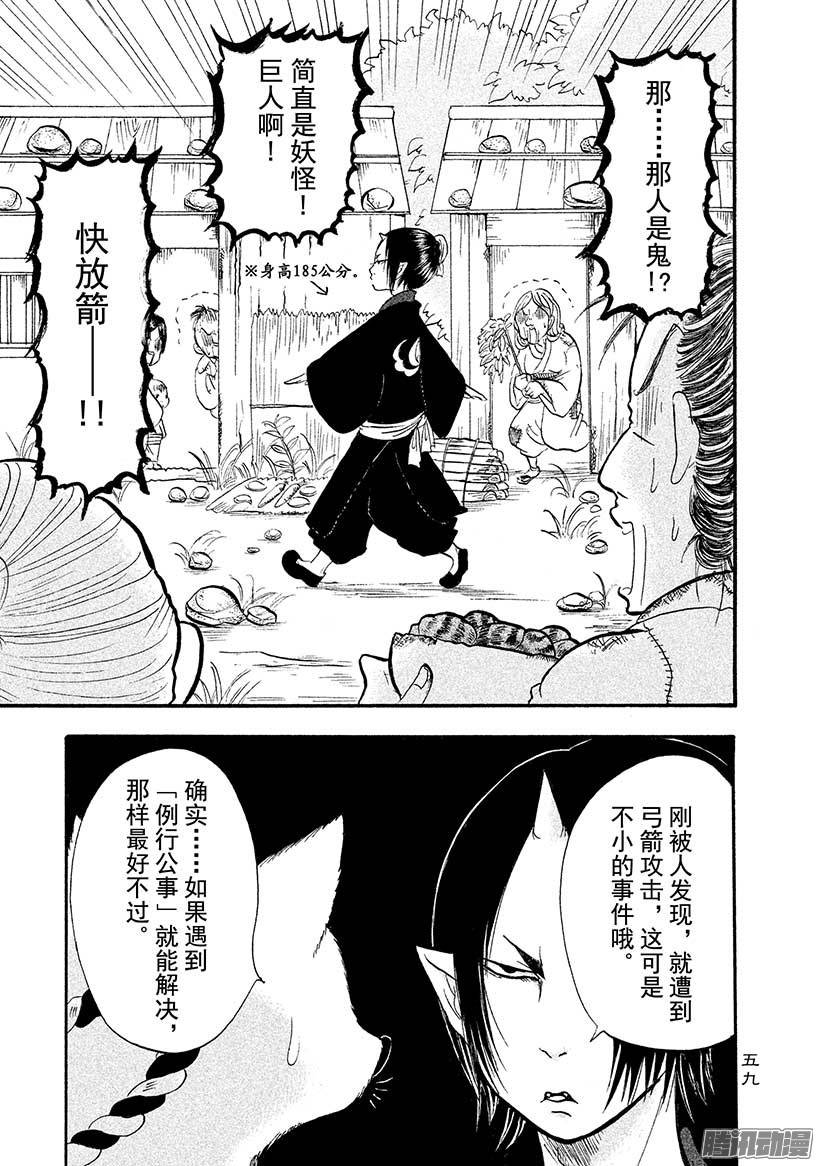 那……那人是鬼!?
简直是妖怪！
巨人啊！
※身高185公分。
快放箭——!!
刚被人发现，就遭到
弓箭攻击，这可是
不小的事件哦。
确实……如果遇到
「例行公事」就能解决，
那样最好不过。
五九
腾讯动漫